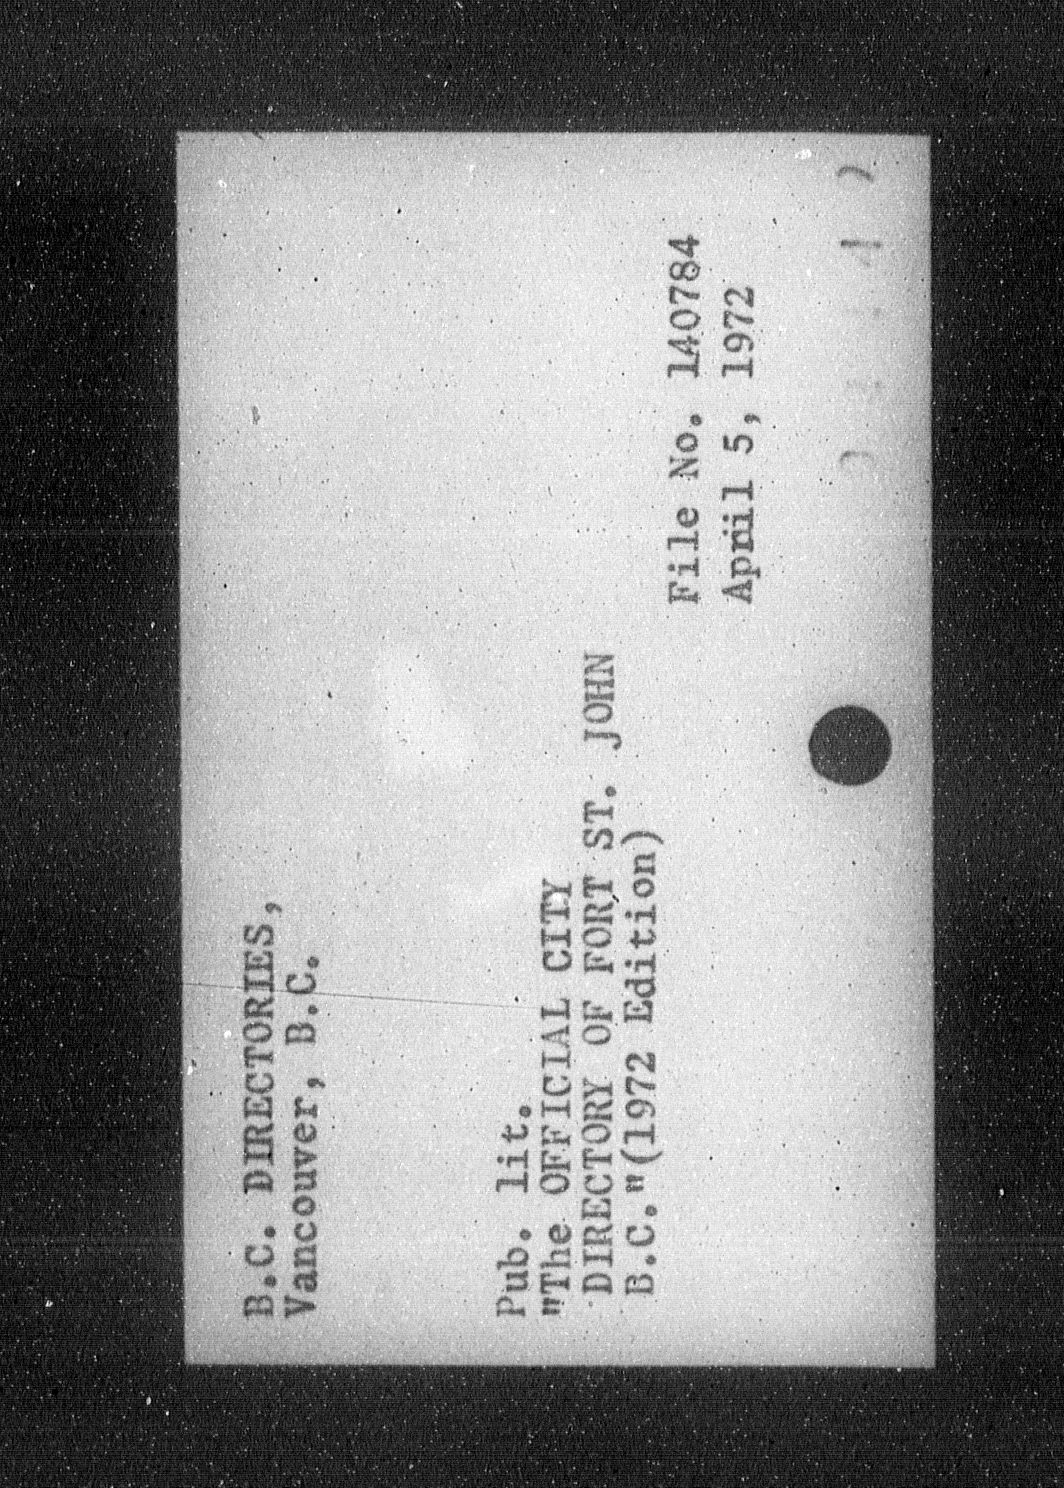 B.C. DIRECTORIES,
Vancouver, B.C.
Pub. lit.
"The OFFICIAL CITY
DIRECTORY OF FORT ST. JOHN
B.C."(1972 Edition)
File No. 140784
April 5, 1972